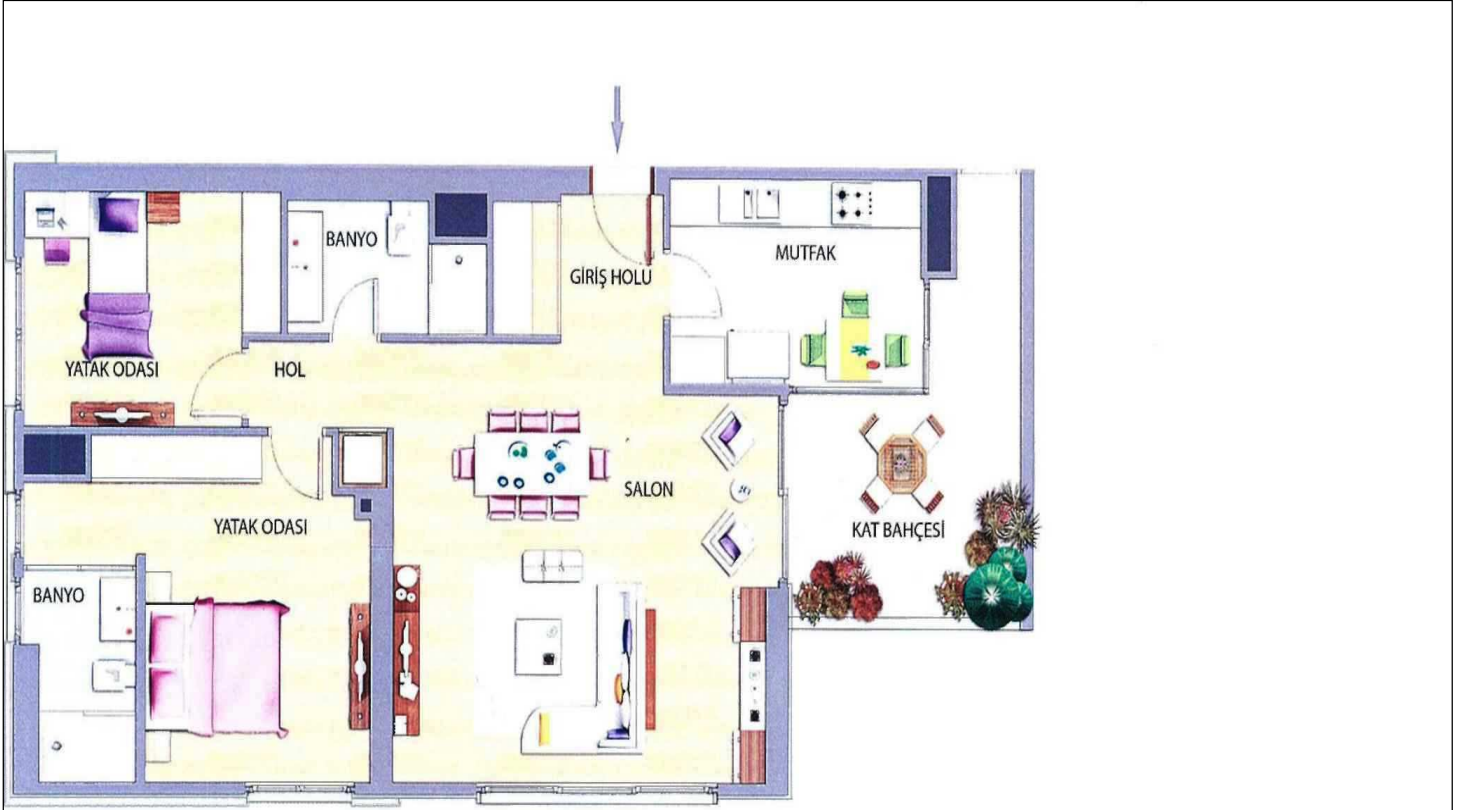 BANYO
MUTFAK
GİRİŞ HOLU
YATAK ODASI
HOL
SALON
YATAK ODASI
KAT BAHÇESİ
BANYO